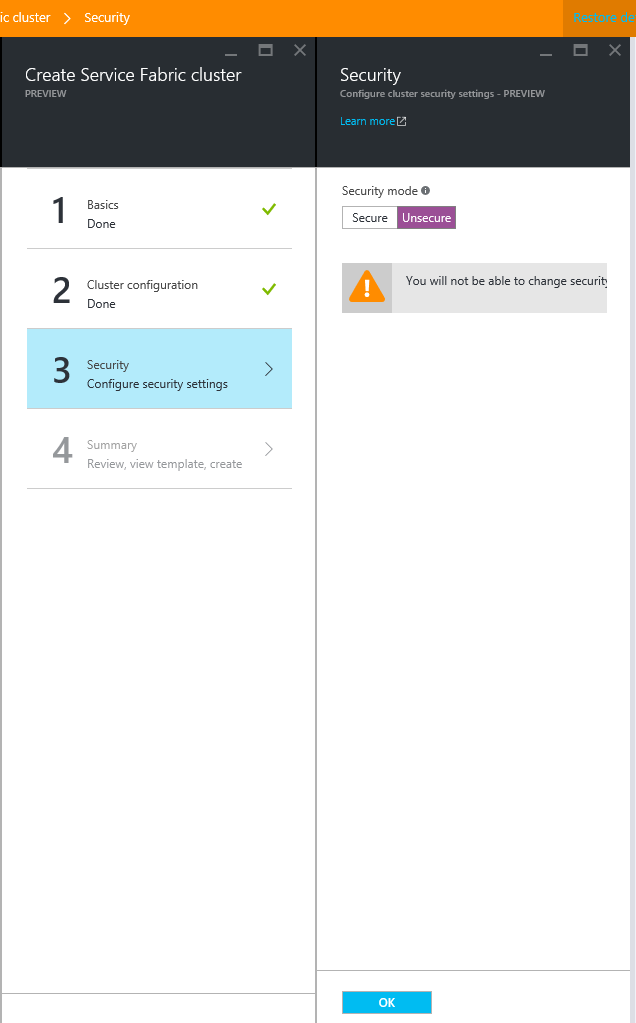 ic cluster > Security
Create Service Fabric cluster
PREVIEW
1
Basics
Done
2
Cluster configuration
Done
3
Security
Configure security settings
4
Summary
Review, view template, create
Security
Configure cluster security settings - PREVIEW
Learn more
Security mode
Secure Unsecure
You will not be able to change security
OK